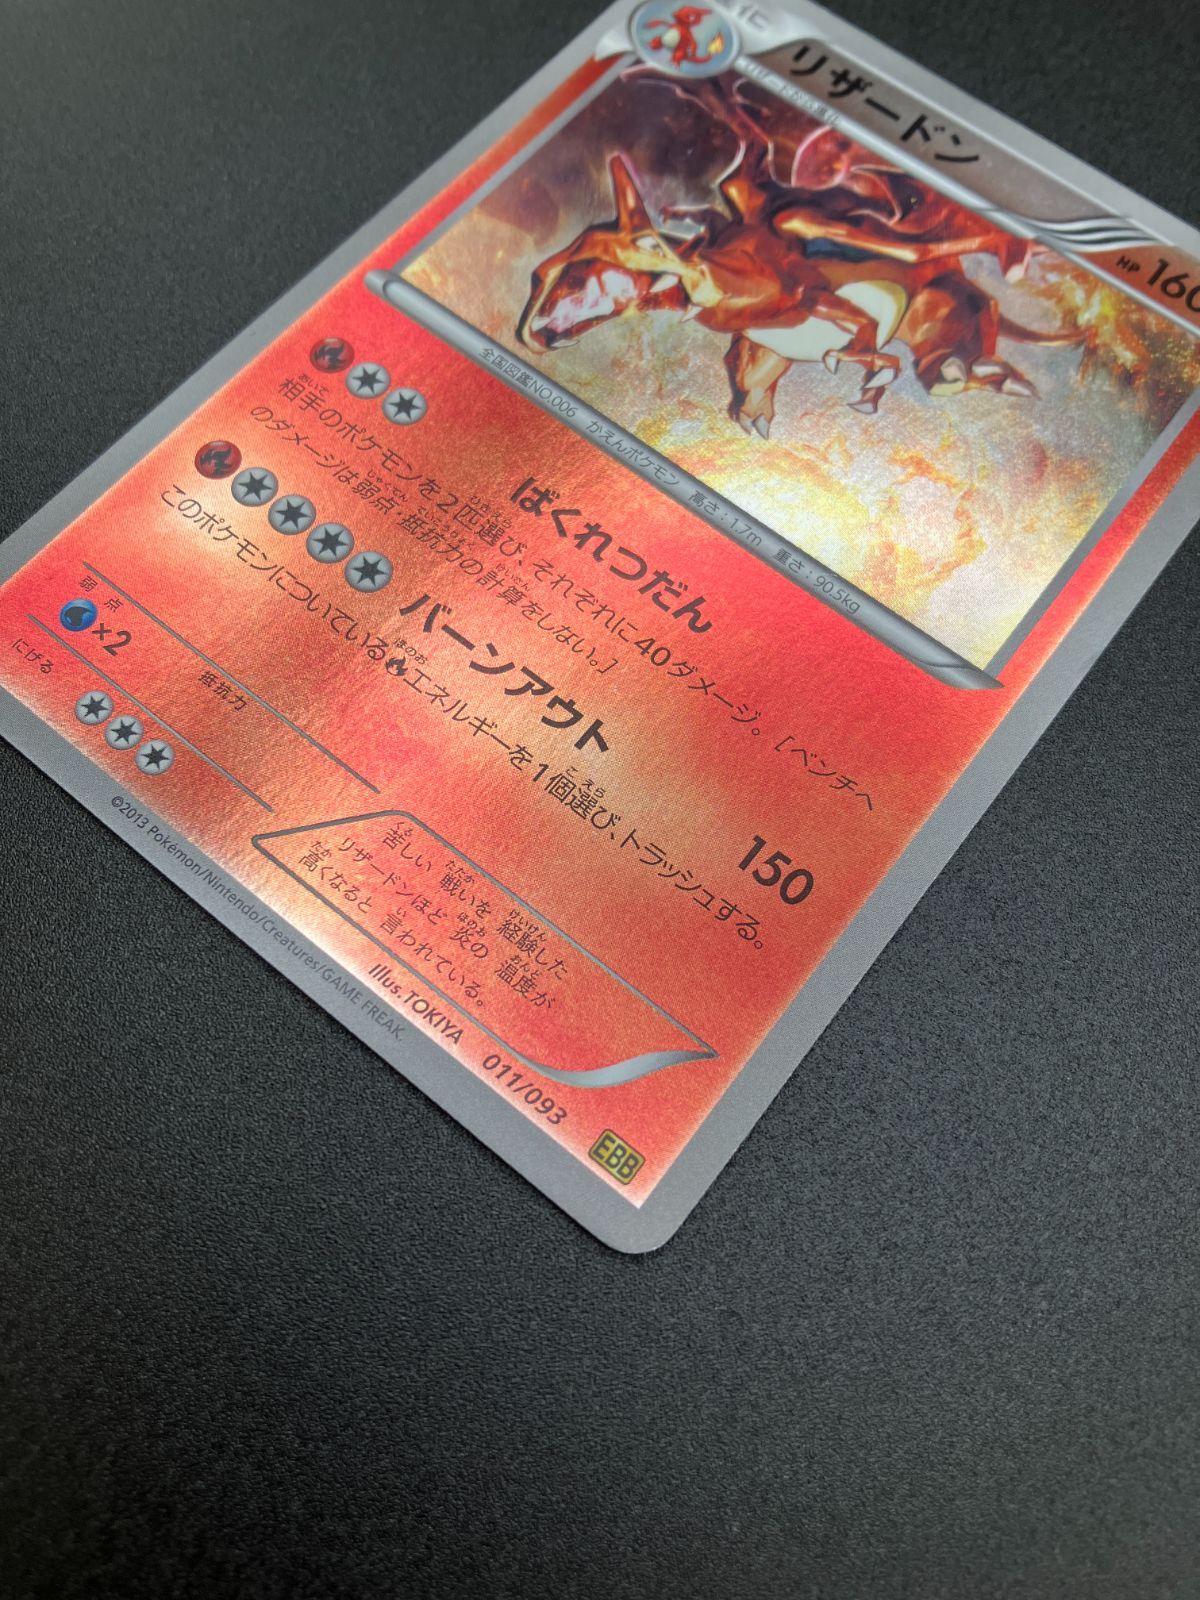 リザードン
リザードから進化
HP 160
全国図鑑NO.006 かえんポケモン 高さ:1.7m 重さ:90.5kg
ばくれつだん
相手のポケモンを2匹選び、それぞれに40ダメージ。[ベンチへ
のダメージは弱点・抵抗力の計算をしない。]
バーンアウト 150
このポケモンについている エネルギーを1個選び、トラッシュする。
弱点 抵抗力
×2
にげる
苦しい 戦いを 経験した
リザードンほど 炎の 温度が
高くなると 言われている。
Illus.TOKIYA 011/093 EBB
©2013 Pokémon/Nintendo/Creatures/GAME FREAK.